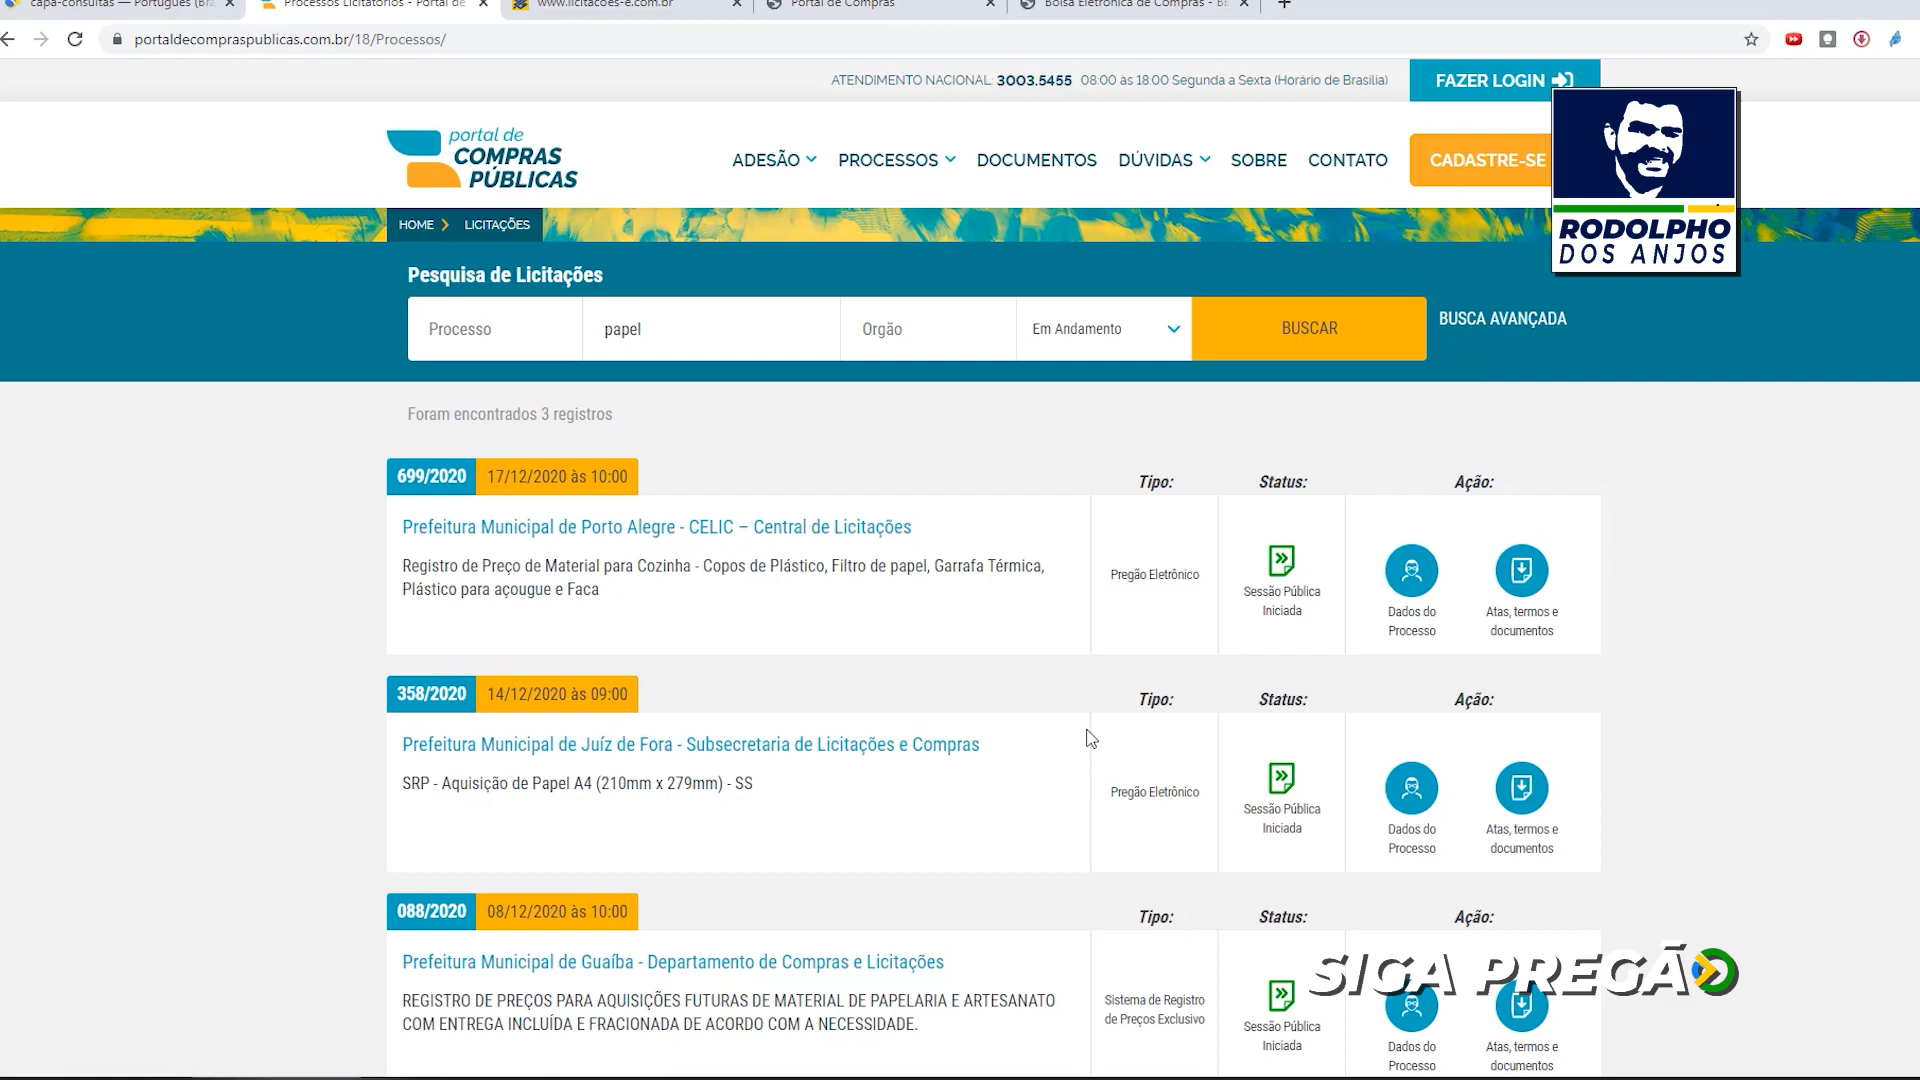 capa-consultas — Português (Bra
Processos Licitatórios - Portal de
www.licitacoes-e.com.br
Portal de Compras
Bolsa Eletrônica de Compras - BE
portaldecompraspublicas.com.br/18/Processos/
ATENDIMENTO NACIONAL: 3003.5455 08:00 às 18:00 Segunda a Sexta (Horário de Brasília)
FAZER LOGIN
portal de
COMPRAS
PÚBLICAS
ADESÃO
PROCESSOS
DOCUMENTOS
DÚVIDAS
SOBRE
CONTATO
CADASTRE-SE
RODOLPHO
DOS ANJOS
HOME
LICITAÇÕES
Pesquisa de Licitações
Processo
papel
Orgão
Em Andamento
BUSCAR
BUSCA AVANÇADA
Foram encontrados 3 registros
699/2020
17/12/2020 às 10:00
Tipo:
Status:
Ação:
Prefeitura Municipal de Porto Alegre - CELIC – Central de Licitações
Registro de Preço de Material para Cozinha - Copos de Plástico, Filtro de papel, Garrafa Térmica,
Plástico para açougue e Faca
Pregão Eletrônico
Sessão Pública
Iniciada
Dados do
Processo
Atas, termos e
documentos
358/2020
14/12/2020 às 09:00
Tipo:
Status:
Ação:
Prefeitura Municipal de Juíz de Fora - Subsecretaria de Licitações e Compras
SRP - Aquisição de Papel A4 (210mm x 279mm) - SS
Pregão Eletrônico
Sessão Pública
Iniciada
Dados do
Processo
Atas, termos e
documentos
088/2020
08/12/2020 às 10:00
Tipo:
Status:
Ação:
Prefeitura Municipal de Guaíba - Departamento de Compras e Licitações
REGISTRO DE PREÇOS PARA AQUISIÇÕES FUTURAS DE MATERIAL DE PAPELARIA E ARTESANATO
COM ENTREGA INCLUÍDA E FRACIONADA DE ACORDO COM A NECESSIDADE.
Sistema de Registro
de Preços Exclusivo
Sessão Pública
Iniciada
Dados do
Processo
Atas, termos e
documentos
SIGA PREGÃO